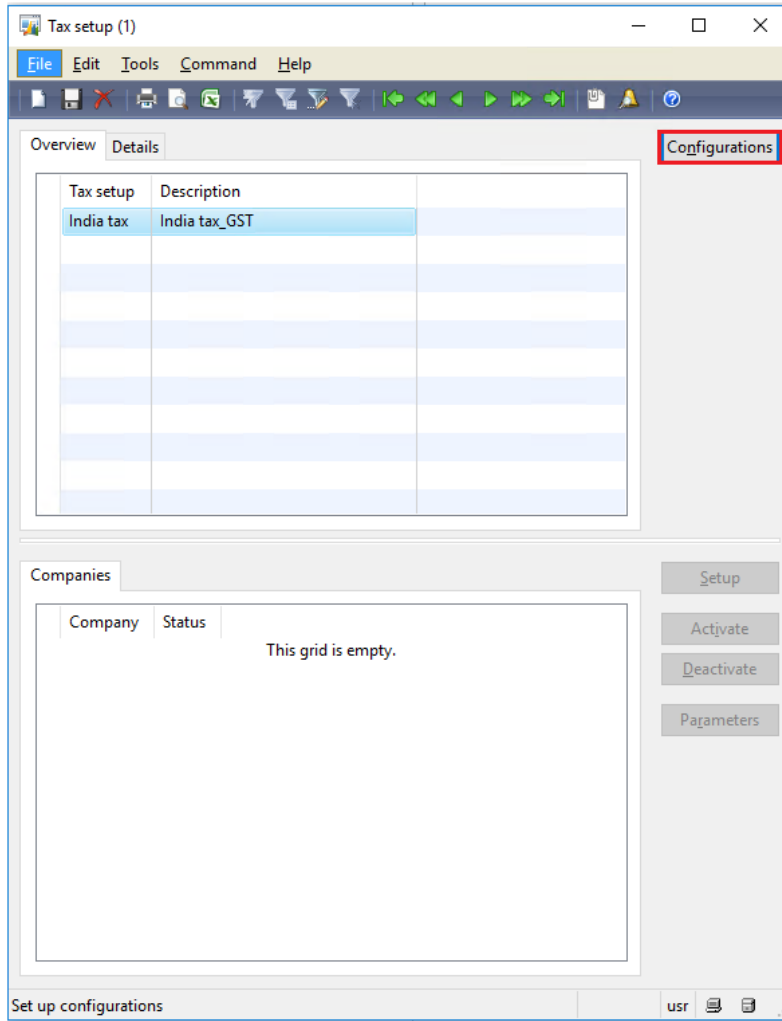 Tax setup (1)
File Edit Tools Command Help
Overview Details
Configurations
Tax setup Description
India tax India tax_GST
Companies
Setup
Company Status
Activate
This grid is empty.
Deactivate
Parameters
Set up configurations usr